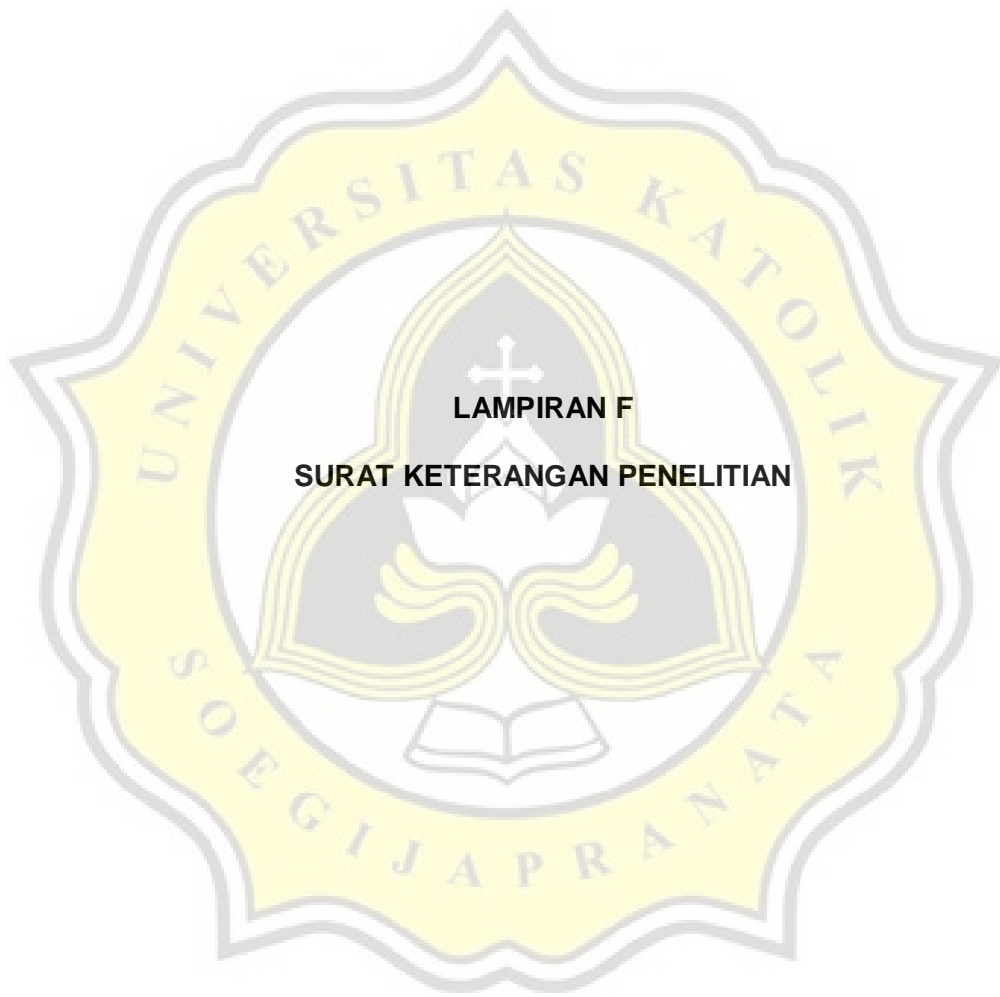 UNIVERSITAS KATOLIK
LAMPIRAN F
SURAT KETERANGAN PENELITIAN
SOEGIJAPRANATA